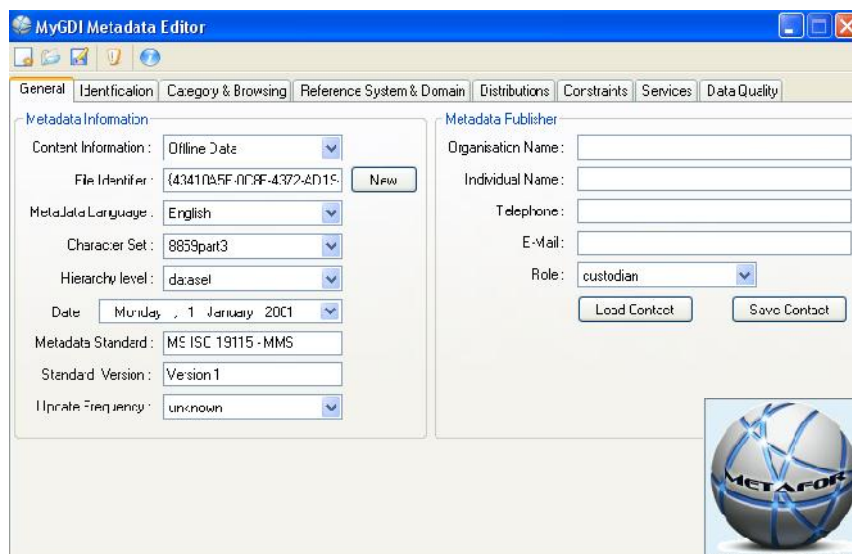 MyGDI Metadata Editor
General Identification Category & Browsing Reference System & Domain Distributions Constraints Services Data Quality
Metadata Information
Content Information : Offline Data
File Identifier : New
Metadata Language : English
Character Set : 8859part3
Hierarchy level : dataset
Date Monday , 1 January 2001
Metadata Standard : MS ISO 19115 - MMS
Standard Version : Version 1
Update Frequency : unknown
Metadata Publisher
Organisation Name :
Individual Name :
Telephone :
E-Mail :
Role : custodian
Load Contact Save Contact
METAFOR